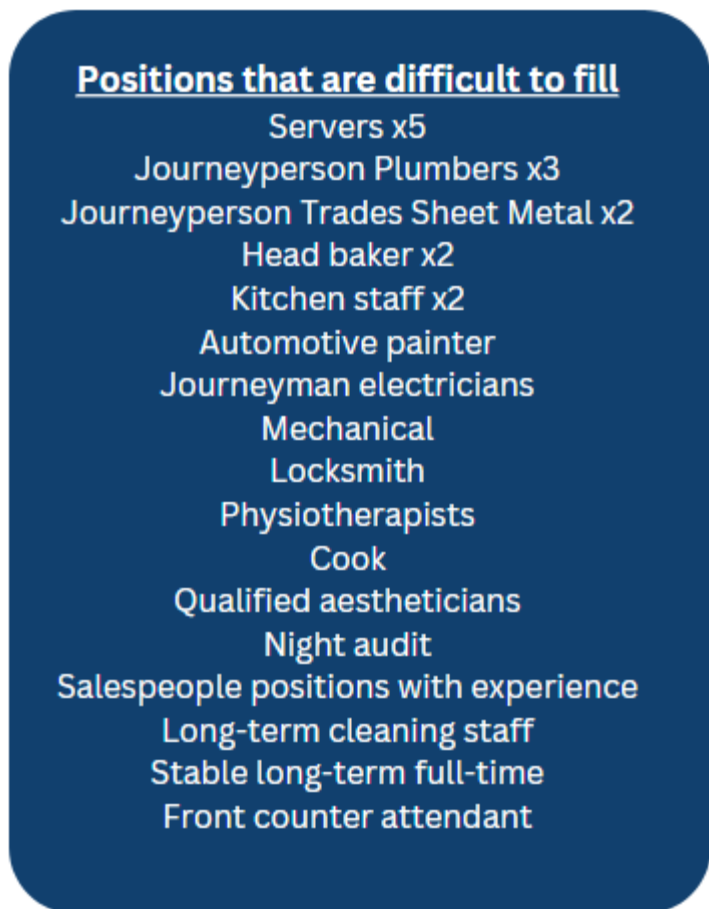 Positions that are difficult to fill
Servers x5
Journeyperson Plumbers x3
Journeyperson Trades Sheet Metal x2
Head baker x2
Kitchen staff x2
Automotive painter
Journeyman electricians
Mechanical
Locksmith
Physiotherapists
Cook
Qualified aestheticians
Night audit
Salespeople positions with experience
Long-term cleaning staff
Stable long-term full-time
Front counter attendant